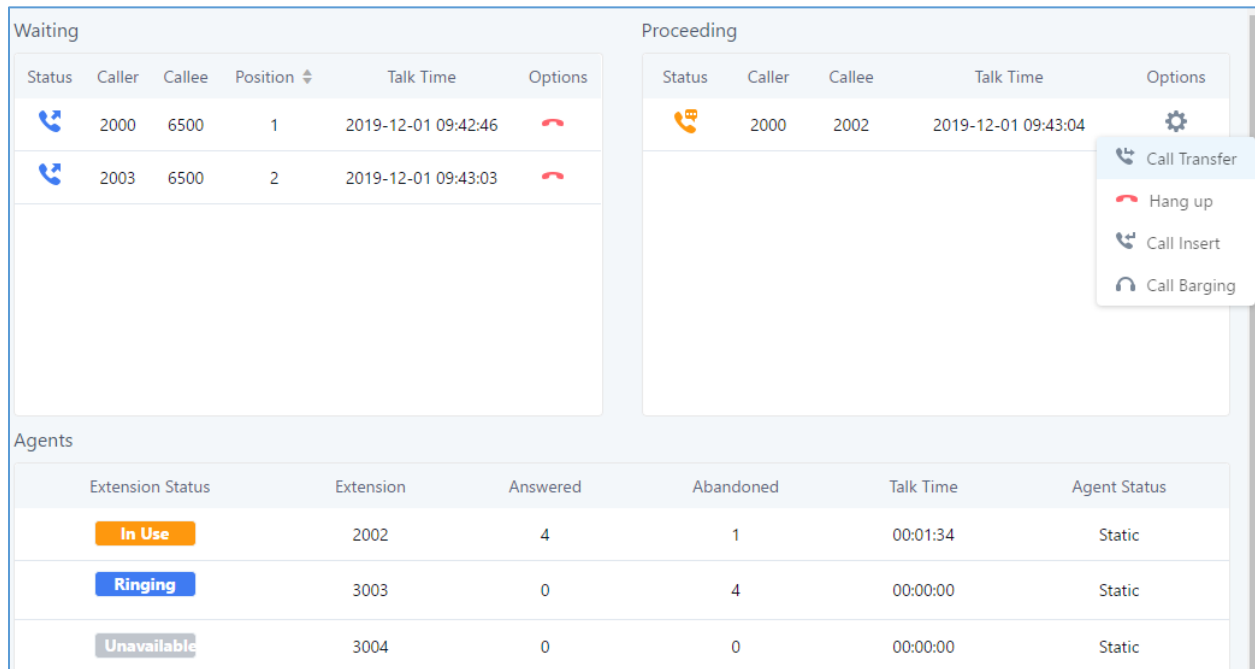 Waiting
Status Caller Callee Position Talk Time Options
2000 6500 1 2019-12-01 09:42:46
2003 6500 2 2019-12-01 09:43:03
Proceeding
Status Caller Callee Talk Time Options
2000 2002 2019-12-01 09:43:04
Call Transfer
Hang up
Call Insert
Call Barging
Agents
Extension Status Extension Answered Abandoned Talk Time Agent Status
In Use 2002 4 1 00:01:34 Static
Ringing 3003 0 4 00:00:00 Static
Unavailable 3004 0 0 00:00:00 Static